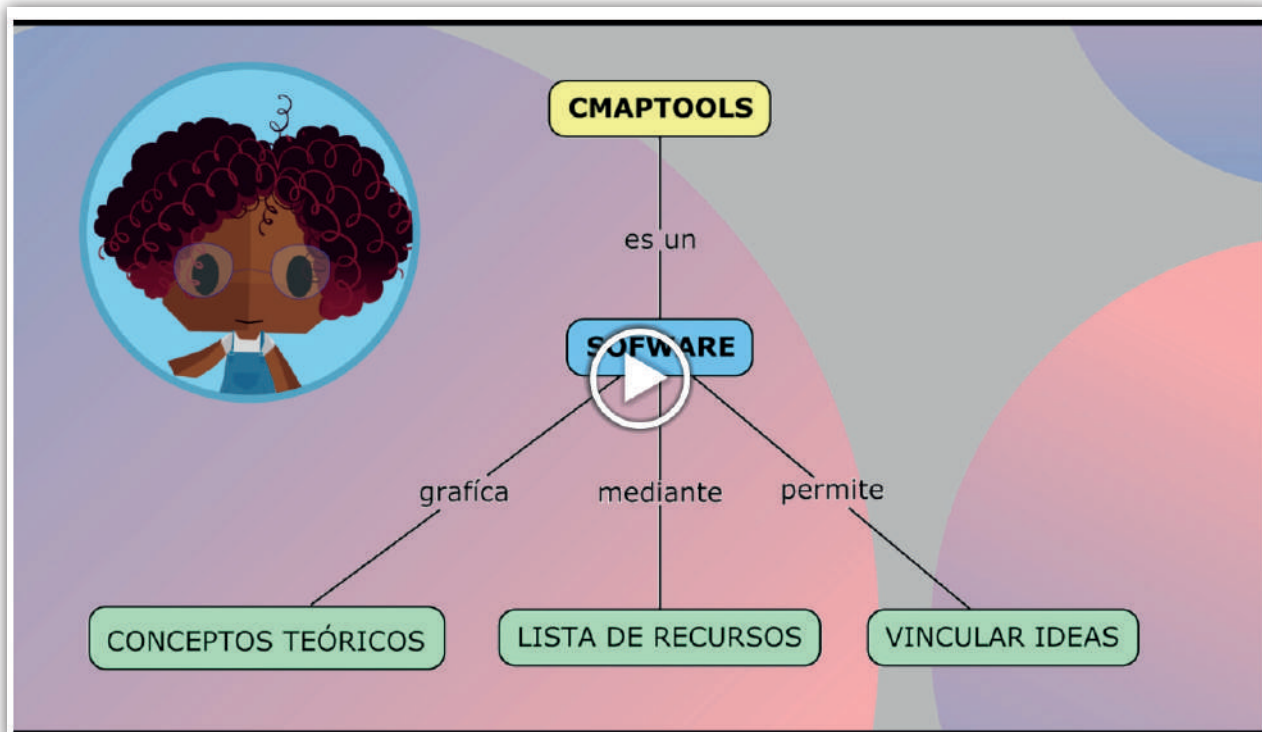 CMAPTOOLS
es un
SOFWARE
grafíca
mediante
permite
CONCEPTOS TEÓRICOS
LISTA DE RECURSOS
VINCULAR IDEAS